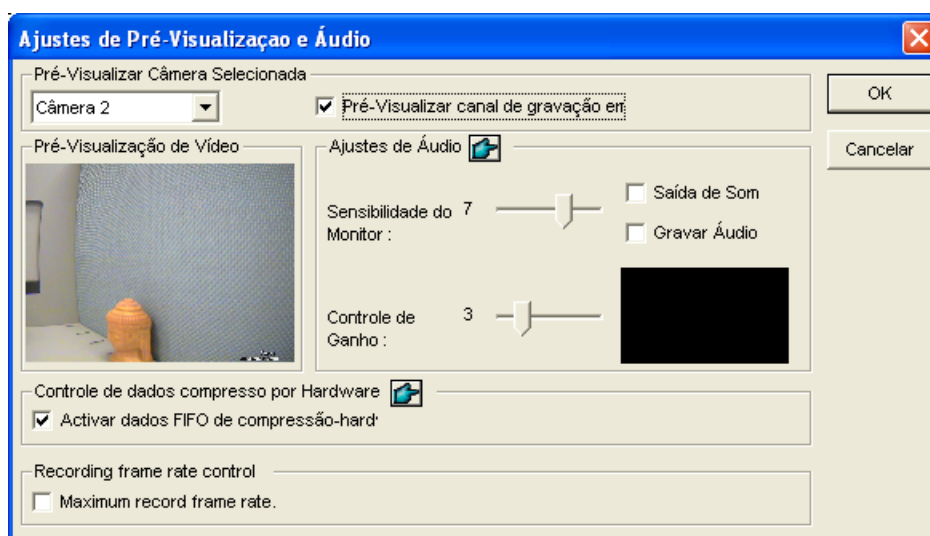 Ajustes de Pré-Visualizaçao e Áudio
Pré-Visualizar Câmera Selecionada
Câmera 2
Pré-Visualizar canal de gravação em
OK
Cancelar
Pré-Visualização de Vídeo
Ajustes de Áudio
Sensibilidade do
Monitor :
7
Saída de Som
Gravar Áudio
Controle de
Ganho :
3
Controle de dados compresso por Hardware
Activar dados FIFO de compressão-hard
Recording frame rate control
Maximum record frame rate.